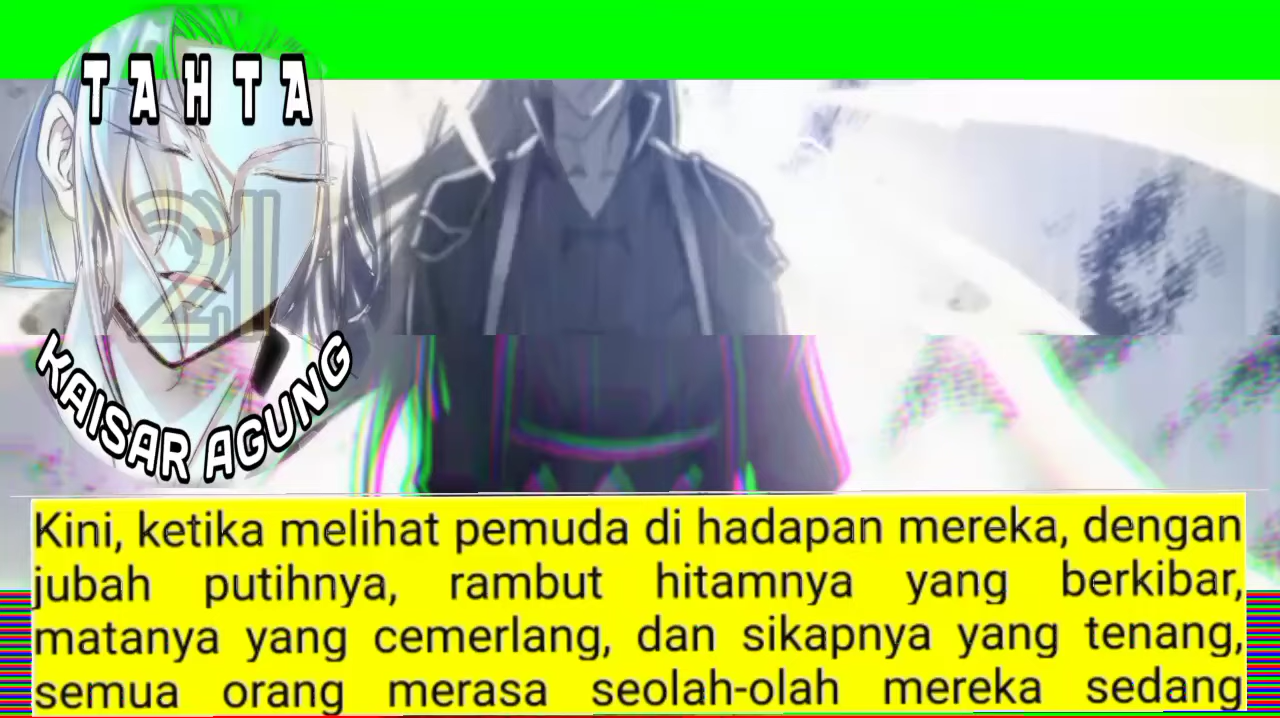 TAHTA
21
KAISAR AGUNG
Kini, ketika melihat pemuda di hadapan mereka, dengan
jubah putihnya, rambut hitamnya yang berkibar,
matanya yang cemerlang, dan sikapnya yang tenang,
semua orang merasa seolah-olah mereka sedang